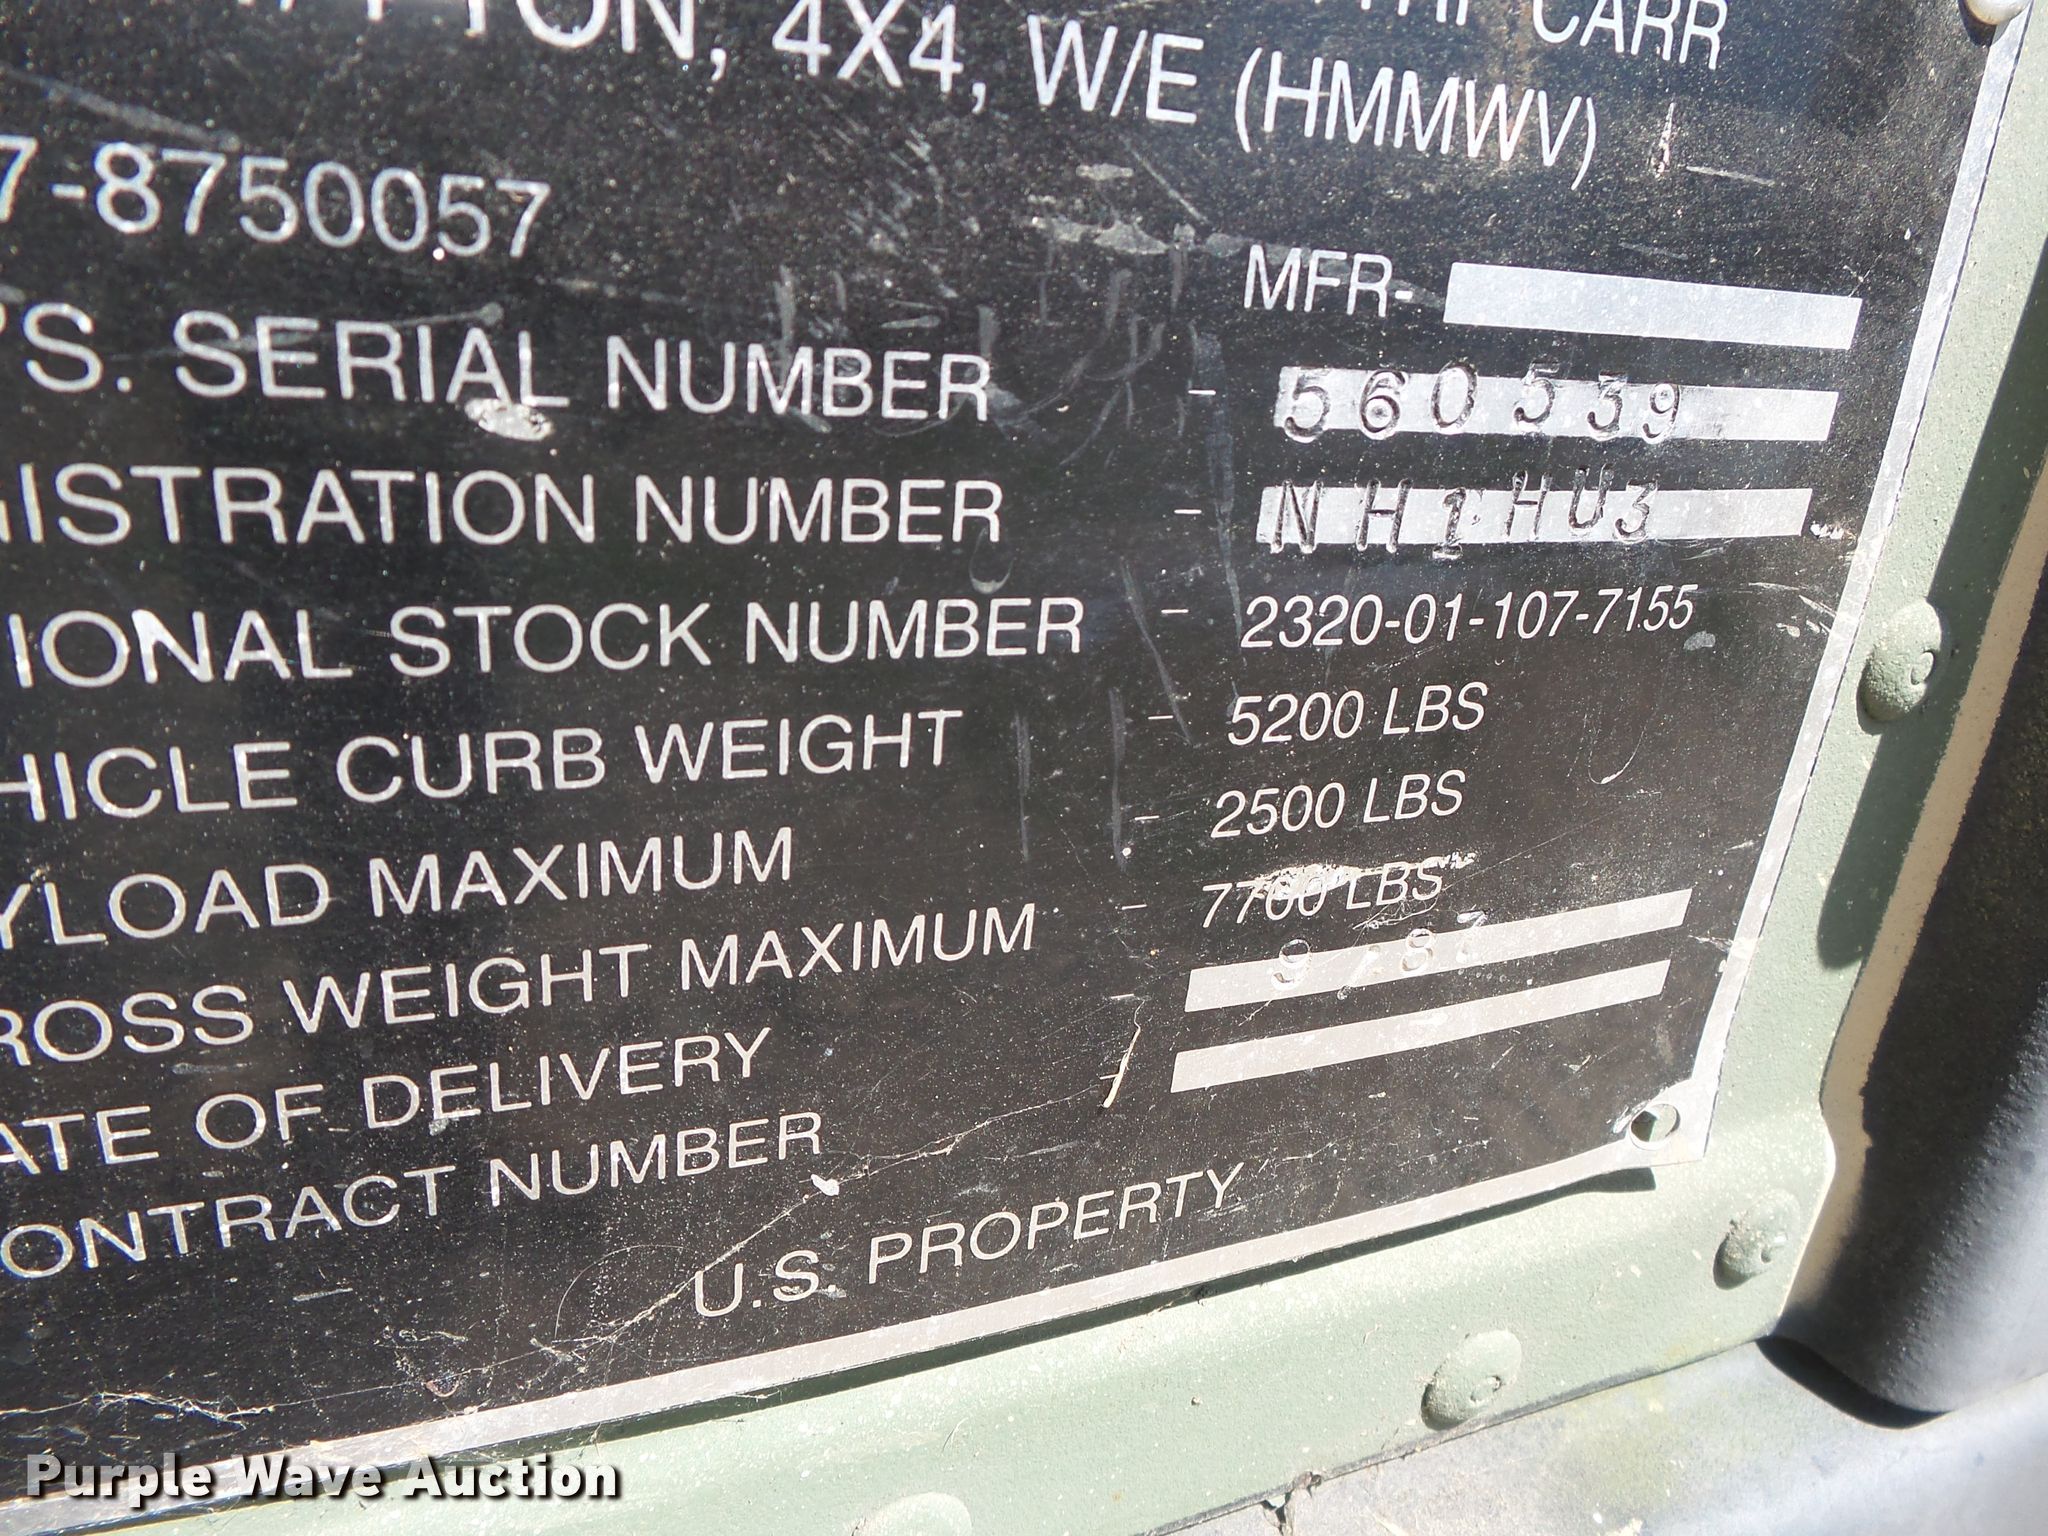 CARR
TON, 4X4, W/E (HMMWV)
7-8750057
MFR-
'S. SERIAL NUMBER - 560539
ISTRATION NUMBER - NH1HU3
IONAL STOCK NUMBER - 2320-01-107-7155
HICLE CURB WEIGHT - 5200 LBS
YLOAD MAXIMUM - 2500 LBS
ROSS WEIGHT MAXIMUM - 7700 LBS
ATE OF DELIVERY 9/87
ONTRACT NUMBER
U.S. PROPERTY
Purple Wave Auction